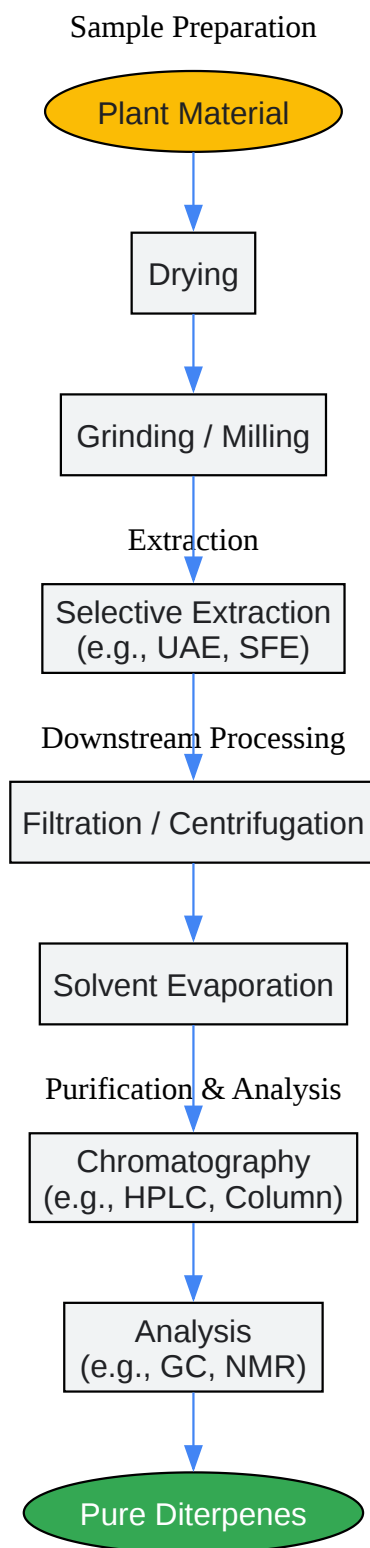 Sample Preparation
Plant Material
Drying
Grinding / Milling
Extraction
Selective Extraction
(e.g., UAE, SFE)
Downstream Processing
Filtration / Centrifugation
Solvent Evaporation
Purification & Analysis
Chromatography
(e.g., HPLC, Column)
Analysis
(e.g., GC, NMR)
Pure Diterpenes